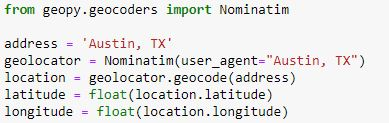 from geopy.geocoders import Nominatim
address = 'Austin, TX'
geolocator = Nominatim(user_agent="Austin, TX")
location = geolocator.geocode(address)
latitude = float(location.latitude)
longitude = float(location.longitude)